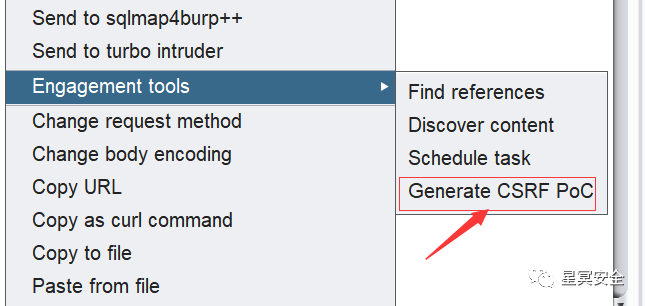 Send to sqlmap4burp++
Send to turbo intruder
Engagement tools
Find references
Discover content
Schedule task
Generate CSRF PoC
Change request method
Change body encoding
Copy URL
Copy as curl command
Copy to file
Paste from file
星冥安全